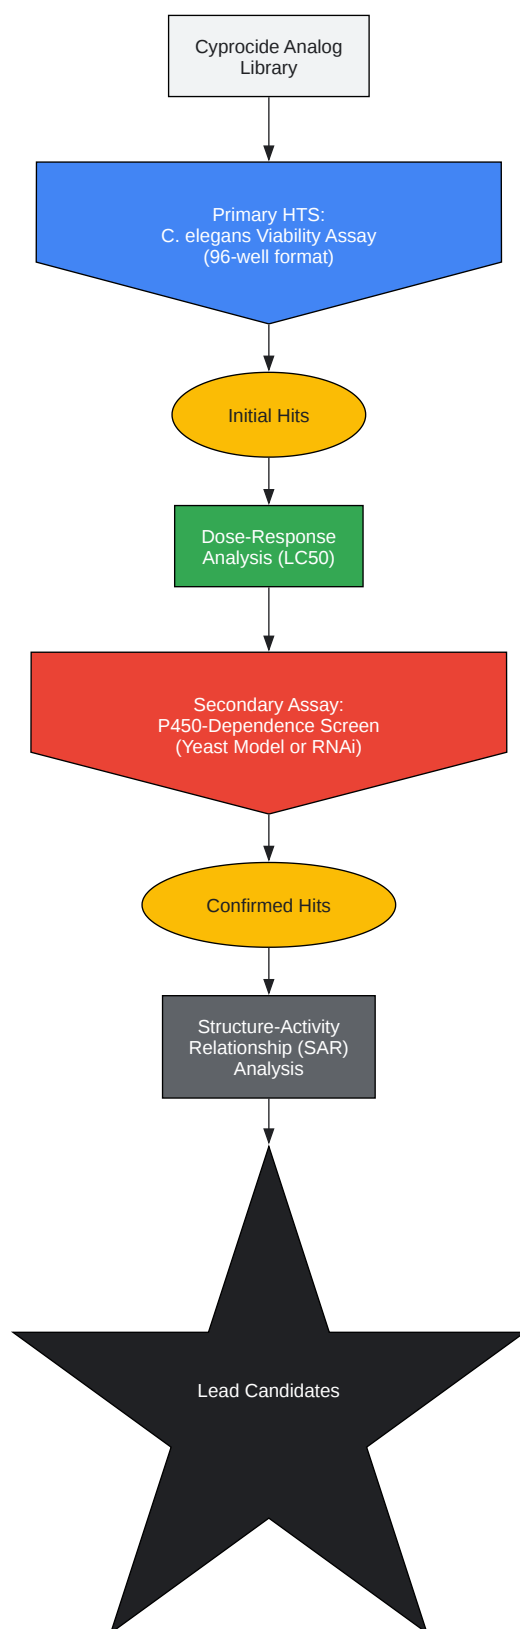 Cyprocide Analog
Library
Primary HTS:
C. elegans Viability Assay
(96-well format)
Initial Hits
Dose-Response
Analysis (LC50)
Secondary Assay:
P450-Dependence Screen
(Yeast Model or RNAi)
Confirmed Hits
Structure-Activity
Relationship (SAR)
Analysis
Lead Candidates